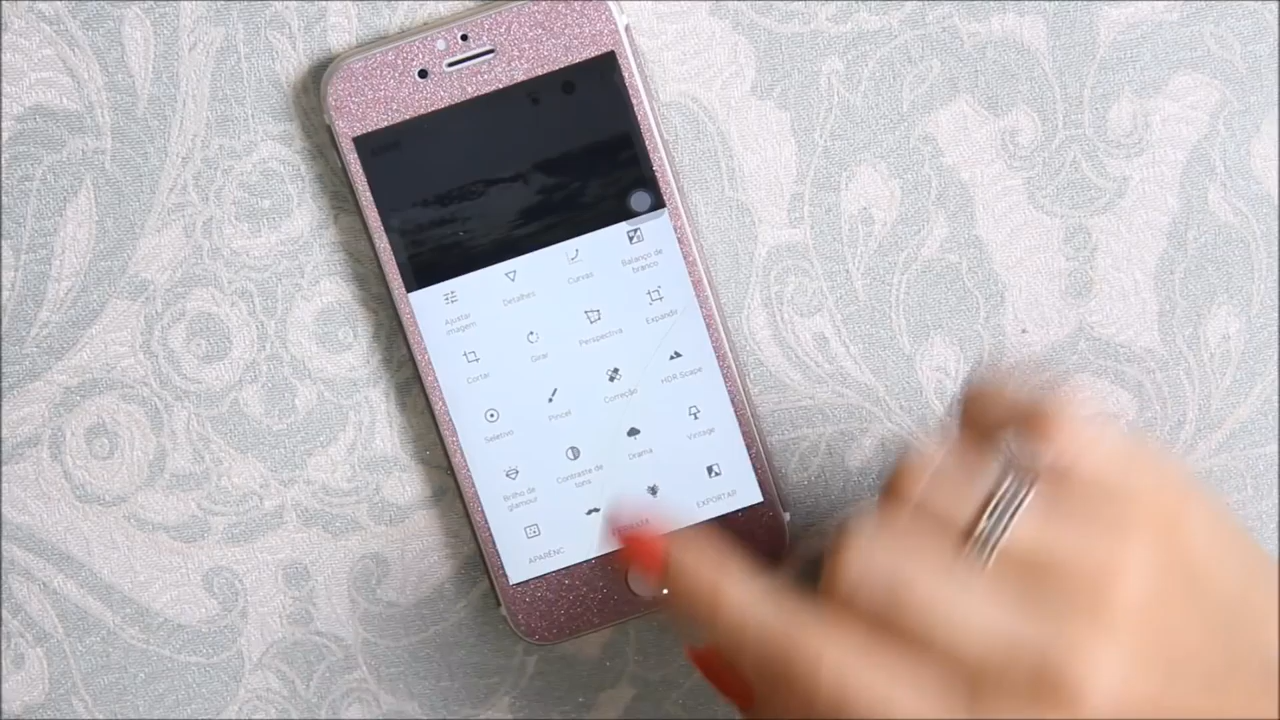 Ajustar
imagem
Detalhes
Curvas
Balanço de
branco
Cortar
Girar
Perspectiva
Expandir
Seletivo
Pincel
Correção
HDR Scape
Brilho de
glamour
Contraste de
tons
Drama
Vintage
APARÊNC
EXPORTAR